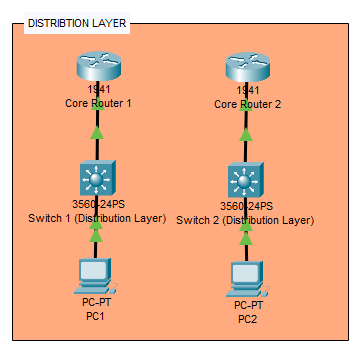 DISTRIBTION LAYER
1941
Core Router 1
1941
Core Router 2
3560-24PS
Switch 1 (Distribution Layer)
3560-24PS
Switch 2 (Distribution Layer)
PC-PT
PC1
PC-PT
PC2